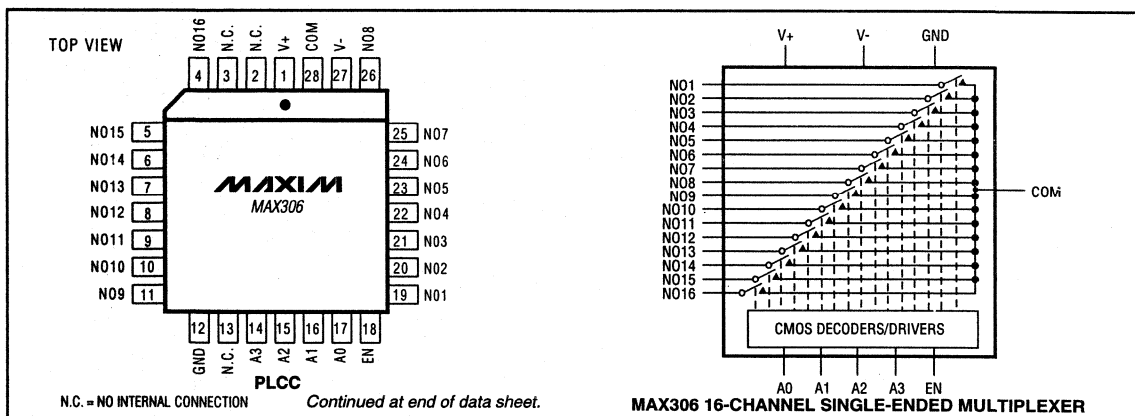 TOP VIEW
NO16 N.C. N.C. V+ COM V- NO8
4 3 2 1 28 27 26
NO15 5
NO14 6
NO13 7
NO12 8
NO11 9
NO10 10
NO9 11
MAXIM
MAX306
25 NO7
24 NO6
23 NO5
22 NO4
21 NO3
20 NO2
19 NO1
12 13 14 15 16 17 18
GND N.C. A3 A2 A1 A0 EN
PLCC
N.C. = NO INTERNAL CONNECTION
Continued at end of data sheet.
V+ V- GND
NO1
NO2
NO3
NO4
NO5
NO6
NO7
NO8
NO9
NO10
NO11
NO12
NO13
NO14
NO15
NO16
COM
CMOS DECODERS/DRIVERS
A0 A1 A2 A3 EN
MAX306 16-CHANNEL SINGLE-ENDED MULTIPLEXER